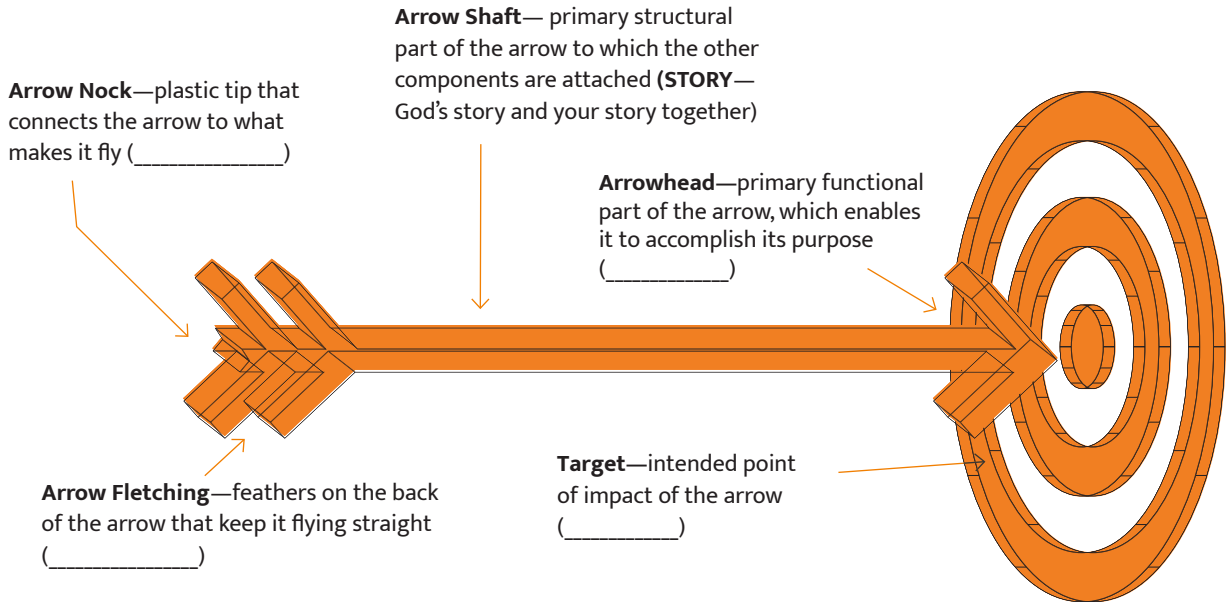 Arrow Shaft— primary structural
part of the arrow to which the other
components are attached (STORY—
God’s story and your story together)
Arrow Nock—plastic tip that
connects the arrow to what
makes it fly (_________________)
Arrowhead—primary functional
part of the arrow, which enables
it to accomplish its purpose
(______________)
Target—intended point
of impact of the arrow
(_____________)
Arrow Fletching—feathers on the back
of the arrow that keep it flying straight
(_________________)